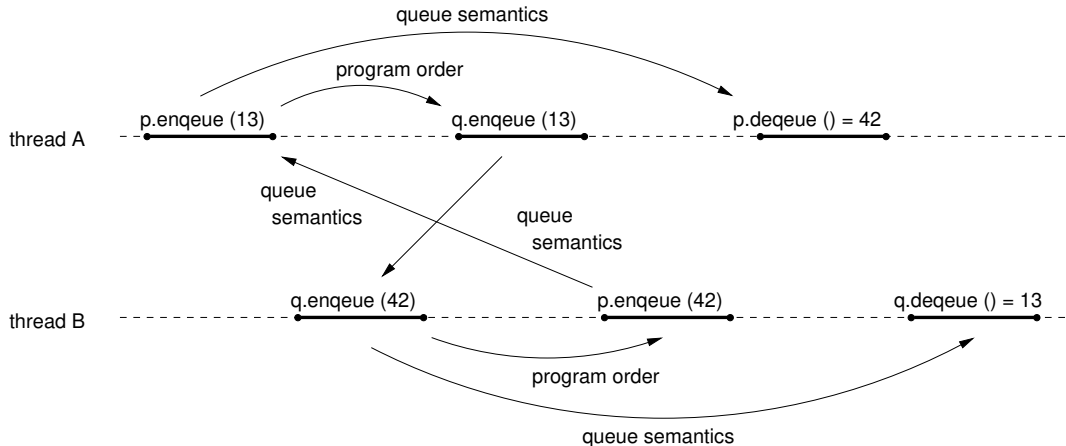 queue semantics
program order
p.enqeue (13)
q.enqeue (13)
p.deqeue () = 42
thread A
queue
semantics
queue
semantics
q.enqeue (42)
p.enqeue (42)
q.deqeue () = 13
thread B
program order
queue semantics